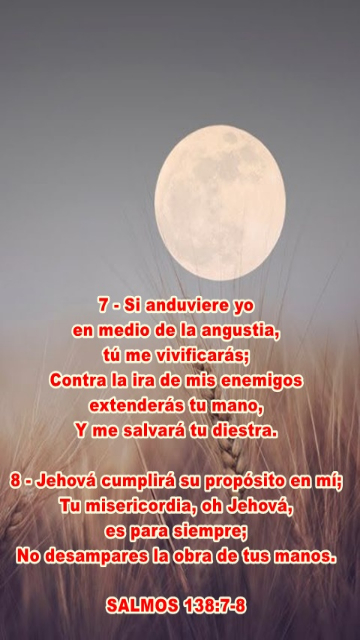 7 - Si anduviere yo
en medio de la angustia,
tú me vivificarás;
Contra la ira de mis enemigos
extenderás tu mano,
Y me salvará tu diestra.
8 - Jehová cumplirá su propósito en mí;
Tu misericordia, oh Jehová,
es para siempre;
No desampares la obra de tus manos.
SALMOS 138:7-8